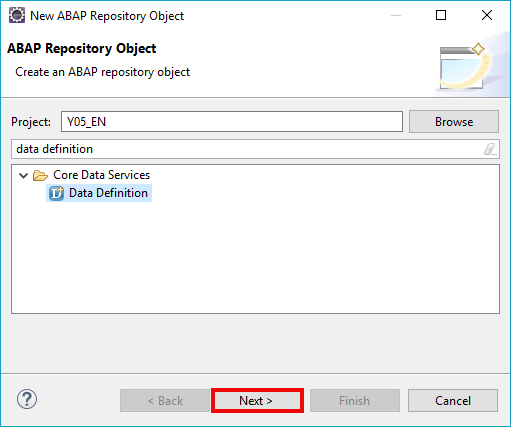 New ABAP Repository Object
ABAP Repository Object
Create an ABAP repository object
Project: Y05_EN Browse
data definition
Core Data Services
Data Definition
? < Back Next > Finish Cancel